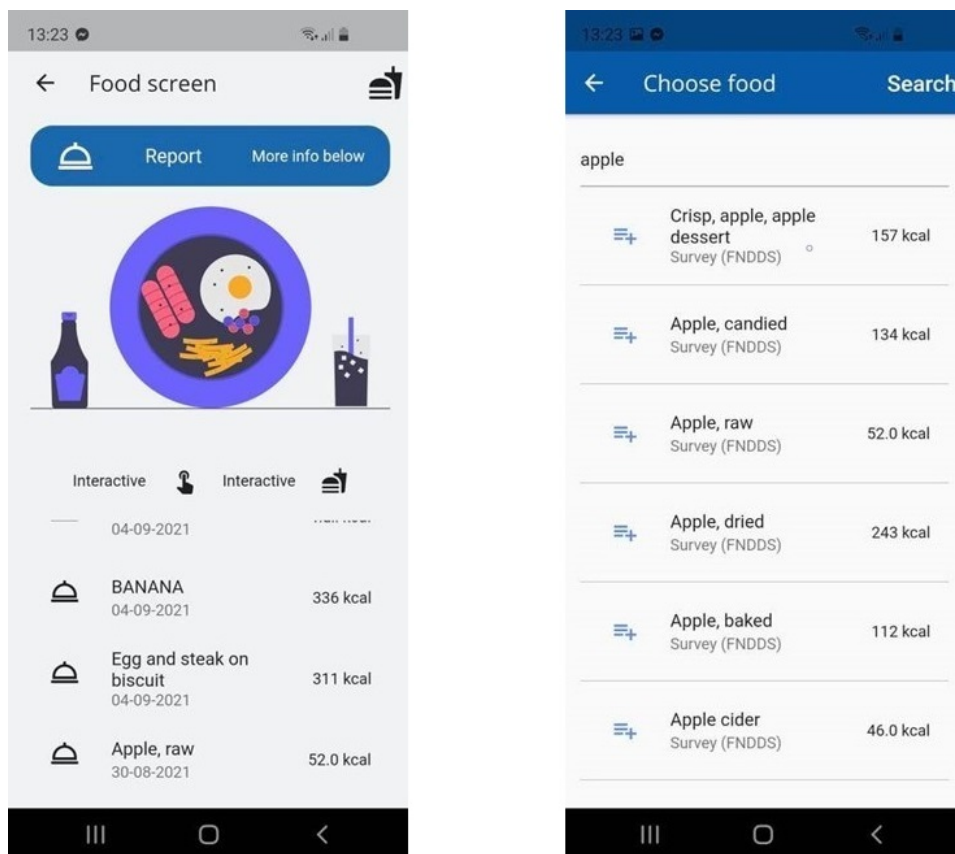 13:23
Food screen
Report More info below
Interactive Interactive
04-09-2021
BANANA
04-09-2021
336 kcal
Egg and steak on
biscuit
04-09-2021
311 kcal
Apple, raw
30-08-2021
52.0 kcal
13:23
Choose food Search
apple
Crisp, apple, apple
dessert
Survey (FNDDS)
157 kcal
Apple, candied
Survey (FNDDS)
134 kcal
Apple, raw
Survey (FNDDS)
52.0 kcal
Apple, dried
Survey (FNDDS)
243 kcal
Apple, baked
Survey (FNDDS)
112 kcal
Apple cider
Survey (FNDDS)
46.0 kcal